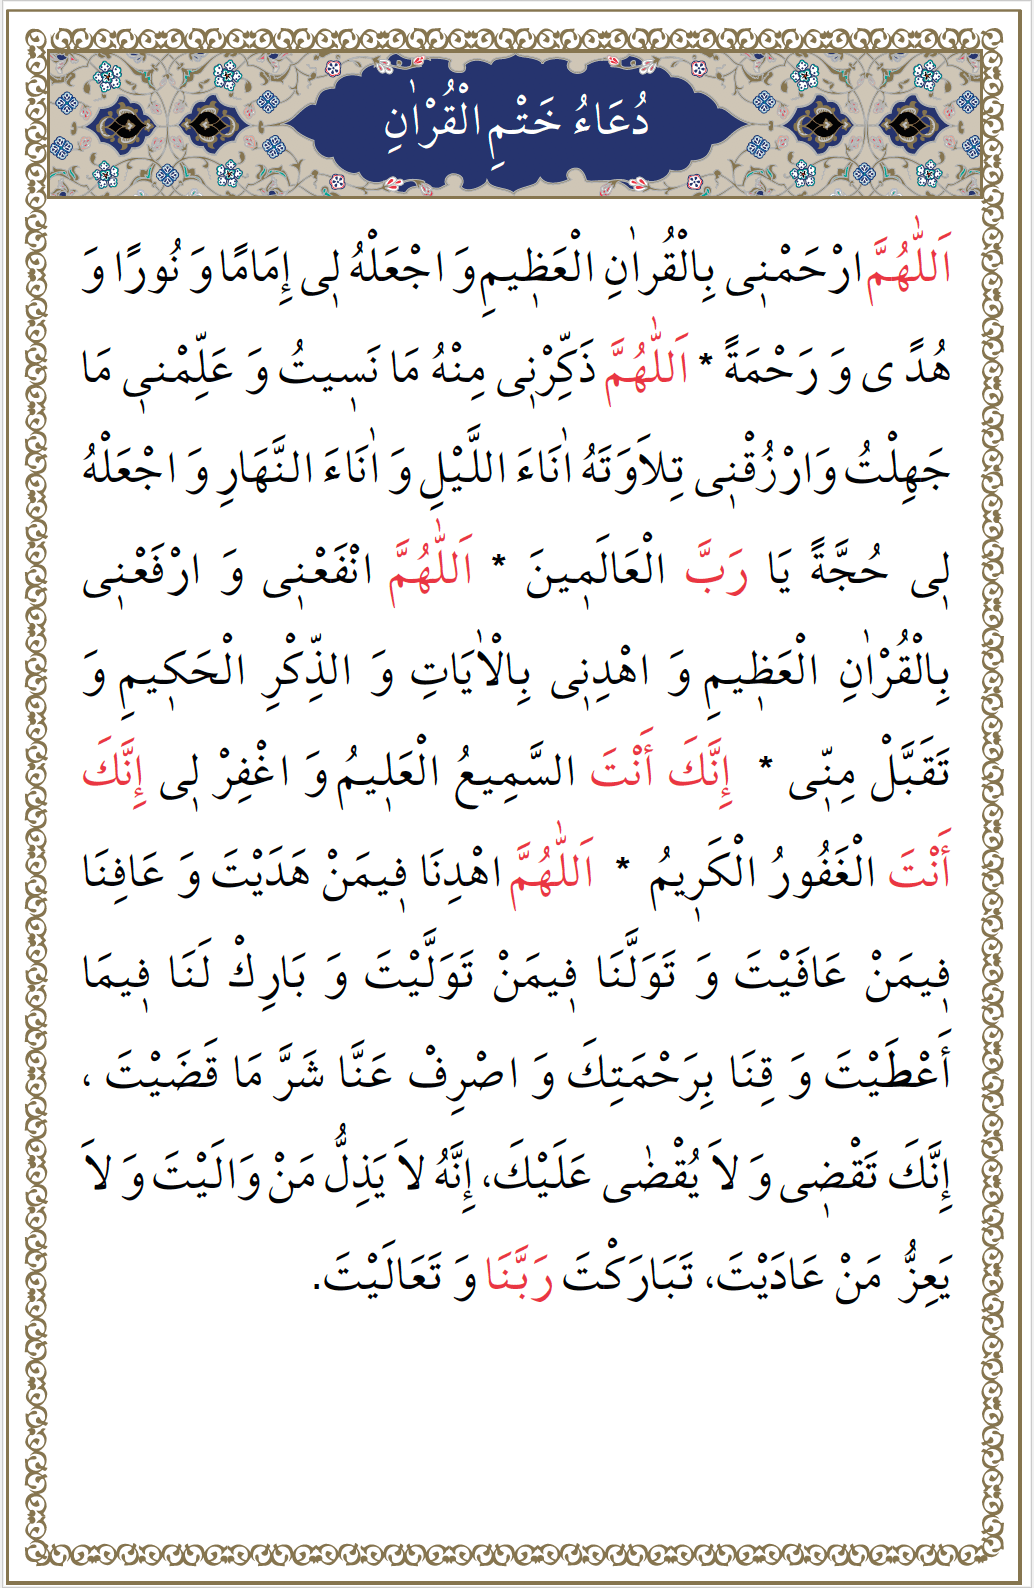 دُعَاءُ خَتْمِ الْقُرْاٰنِ
اَللّٰهُمَّ ارْحَمْنٖى بِالْقُراٰنِ الْعَظٖيمِ وَ اجْعَلْهُ لٖى إِمَامًا وَ نُورًا وَ
هُدًى وَ رَحْمَةً * اَللّٰهُمَّ ذَكِّرْنٖى مِنْهُ مَا نَسٖيتُ وَ عَلِّمْنٖى مَا
جَهِلْتُ وَارْزُقْنٖى تِلاَوَتَهُ اٰنَاءَ اللَّيْلِ وَ اٰنَاءَ النَّهَارِ وَ اجْعَلْهُ
لٖى حُجَّةً يَا رَبَّ الْعَالَمٖينَ * اَللّٰهُمَّ انْفَعْنٖى وَ ارْفَعْنٖى
بِالْقُرْاٰنِ الْعَظٖيمِ وَ اهْدِنٖى بِالْاٰيَاتِ وَ الذِّكْرِ الْحَكٖيمِ وَ
تَقَبَّلْ مِنّٖى * إِنَّكَ أَنْتَ السَّمِيعُ الْعَلٖيمُ وَ اغْفِرْ لٖى إِنَّكَ
أَنْتَ الْغَفُورُ الْكَرٖيمُ * اَللّٰهُمَّ اهْدِنَا فٖيمَنْ هَدَيْتَ وَ عَافِنَا
فٖيمَنْ عَافَيْتَ وَ تَوَلَّنَا فٖيمَنْ تَوَلَّيْتَ وَ بَارِكْ لَنَا فٖيمَا
أَعْطَيْتَ وَ قِنَا بِرَحْمَتِكَ وَ اصْرِفْ عَنَّا شَرَّ مَا قَضَيْتَ ،
إِنَّكَ تَقْضٖى وَ لاَ يُقْضٰى عَلَيْكَ، إِنَّهُ لاَ يَذِلُّ مَنْ وَالَيْتَ وَ لاَ
يَعِزُّ مَنْ عَادَيْتَ، تَبَارَكْتَ رَبَّنَا وَ تَعَالَيْتَ.